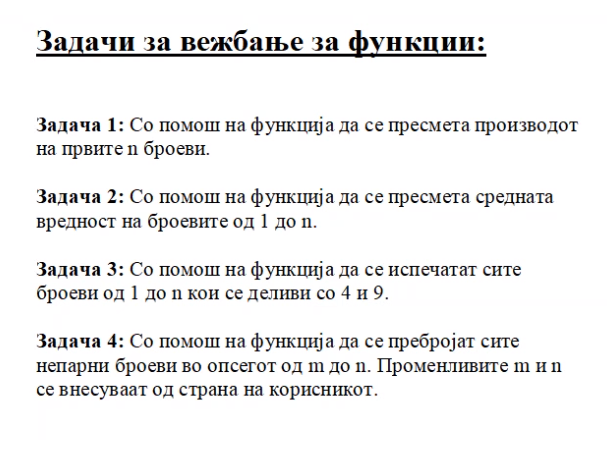 Задачи за вежбање за функции:
Задача 1: Со помош на функција да се пресмета производот
на првите n броеви.
Задача 2: Со помош на функција да се пресмета средната
вредност на броевите од 1 до n.
Задача 3: Со помош на функција да се испечатат сите
броеви од 1 до n кои се деливи со 4 и 9.
Задача 4: Со помош на функција да се пребројат сите
непарни броеви во опсегот од m до n. Променливите m и n
се внесуваат од страна на корисникот.